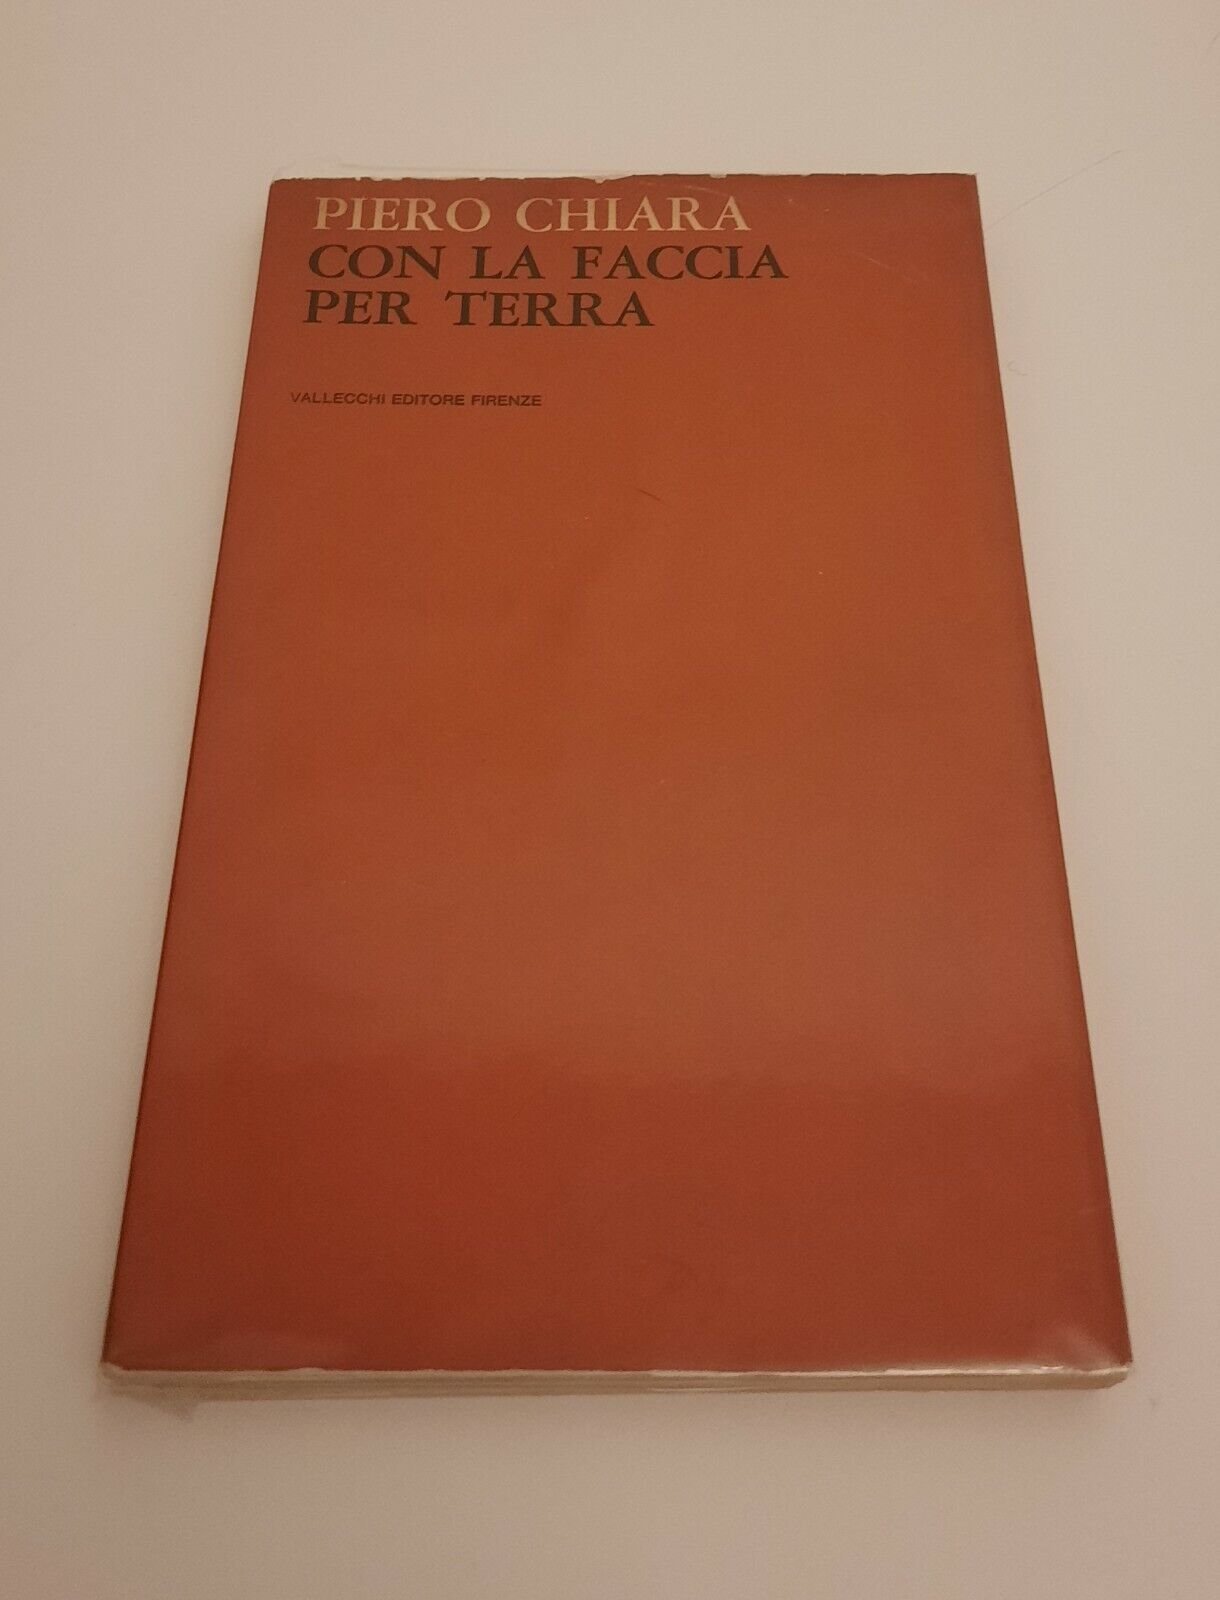 PIERO CHIARA
CON LA FACCIA
PER TERRA
VALLECCHI EDITORE FIRENZE